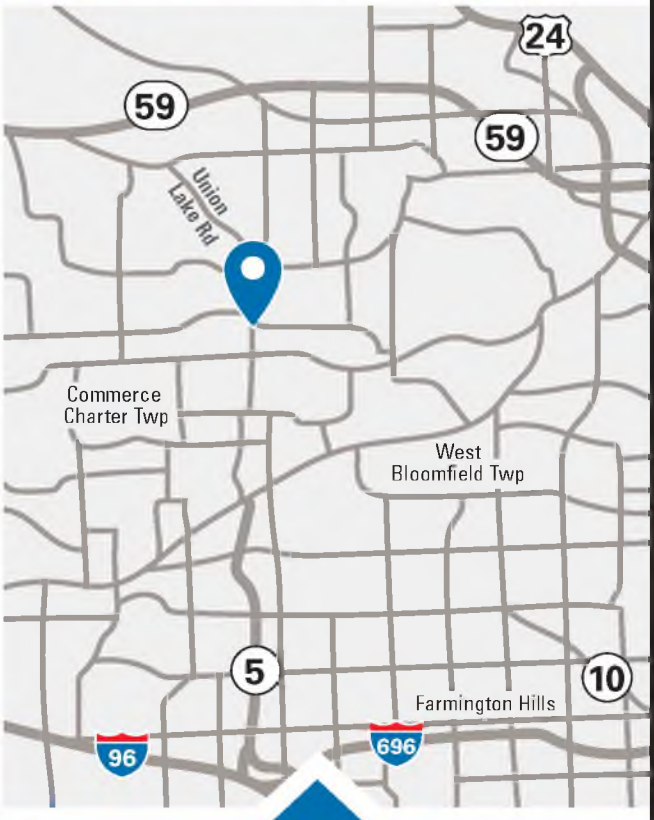 24
59
59
Union
Lake Rd
Commerce
Charter Twp
West
Bloomfield Twp
5
10
Farmington Hills
96
696